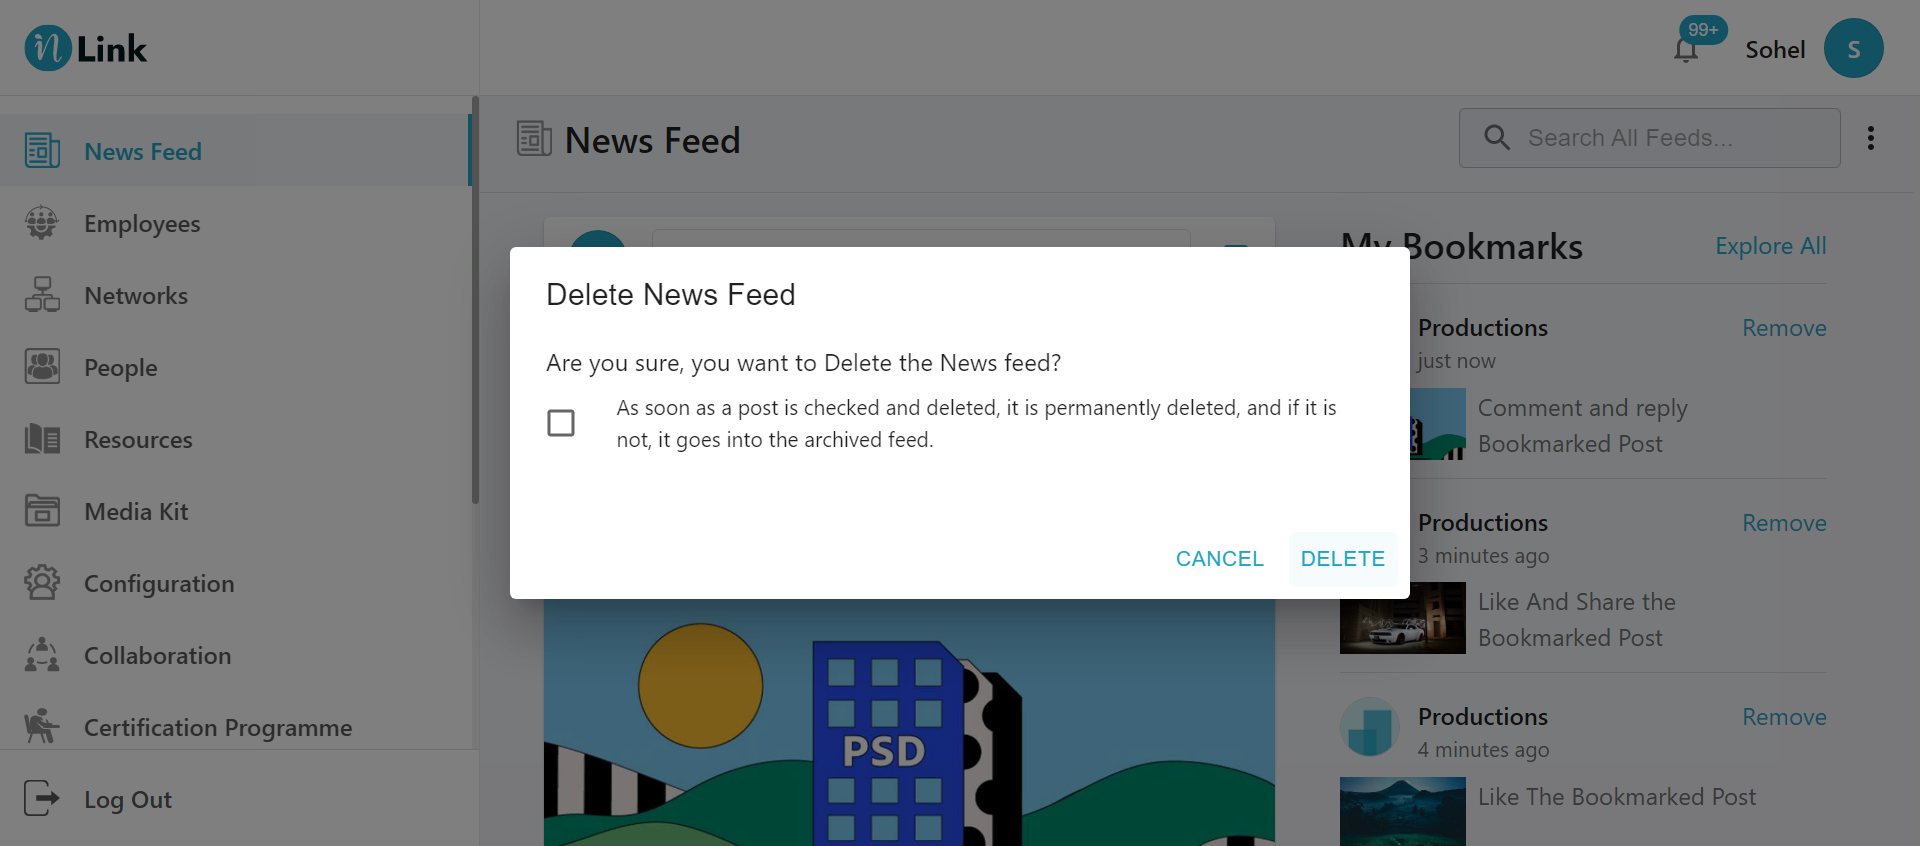 n Link
99+
Sohel
S
News Feed
Employees
Networks
People
Resources
Media Kit
Configuration
Collaboration
Certification Programme
Log Out
News Feed
Search All Feeds...
Delete News Feed
Are you sure, you want to Delete the News feed?
As soon as a post is checked and deleted, it is permanently deleted, and if it is
not, it goes into the archived feed.
CANCEL
DELETE
PSD
My Bookmarks
Explore All
Productions
Remove
just now
Comment and reply
Bookmarked Post
Productions
Remove
3 minutes ago
Like And Share the
Bookmarked Post
Productions
Remove
4 minutes ago
Like The Bookmarked Post